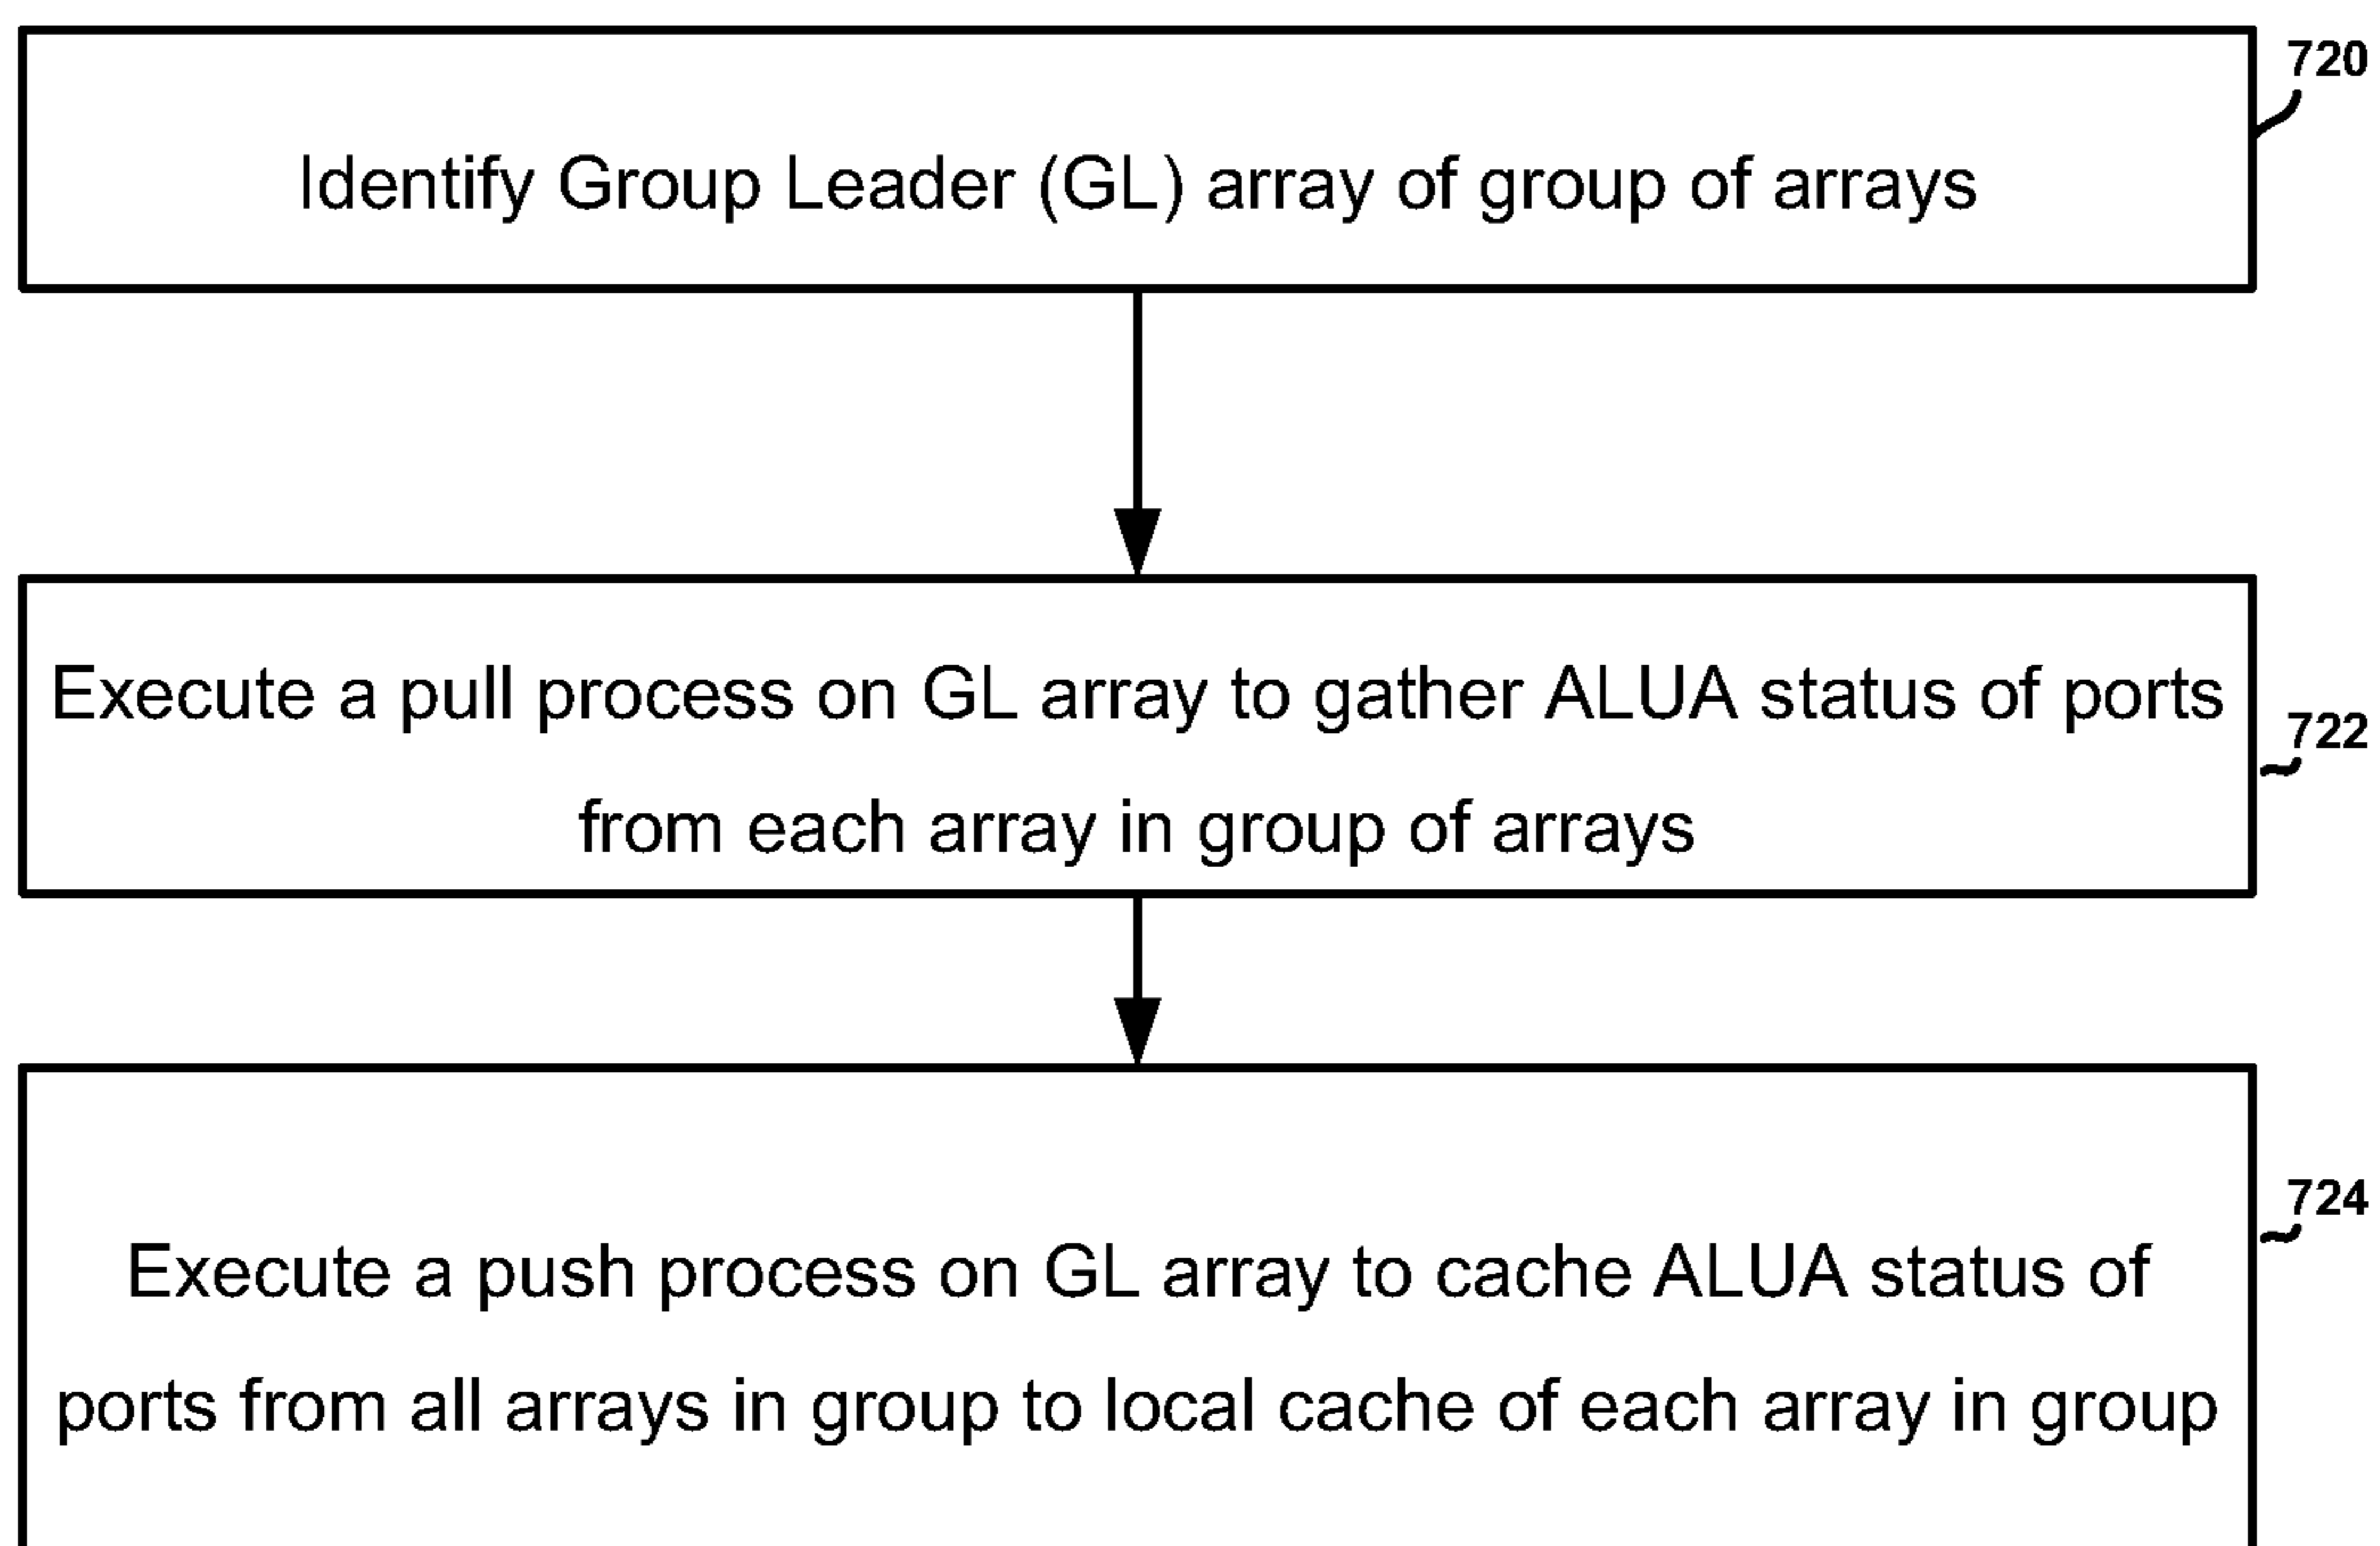 720
Identify Group Leader (GL) array of group of arrays
Execute a pull process on GL array to gather ALUA status of ports
722
from each array in group of arrays
724
Execute a push process on GL array to cache ALUA status of
ports from all arrays in group to local cache of each array in group